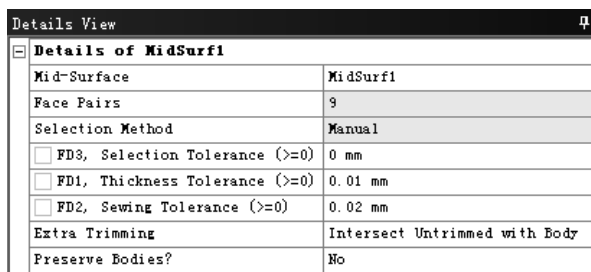 Details View
Details of MidSurf1
Mid-Surface MidSurf1
Face Pairs 9
Selection Method Manual
FD3, Selection Tolerance (>=0) 0 mm
FD1, Thickness Tolerance (>=0) 0.01 mm
FD2, Sewing Tolerance (>=0) 0.02 mm
Extra Trimming Intersect Untrimmed with Body
Preserve Bodies? No